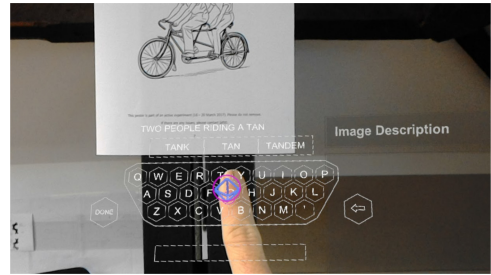 TWO PEOPLE RIDING A TAN
Image Description
TANK TAN TANDEM
Q W E R T Y U I O P
A S D F H J K L
Z X C V B N M '
DONE